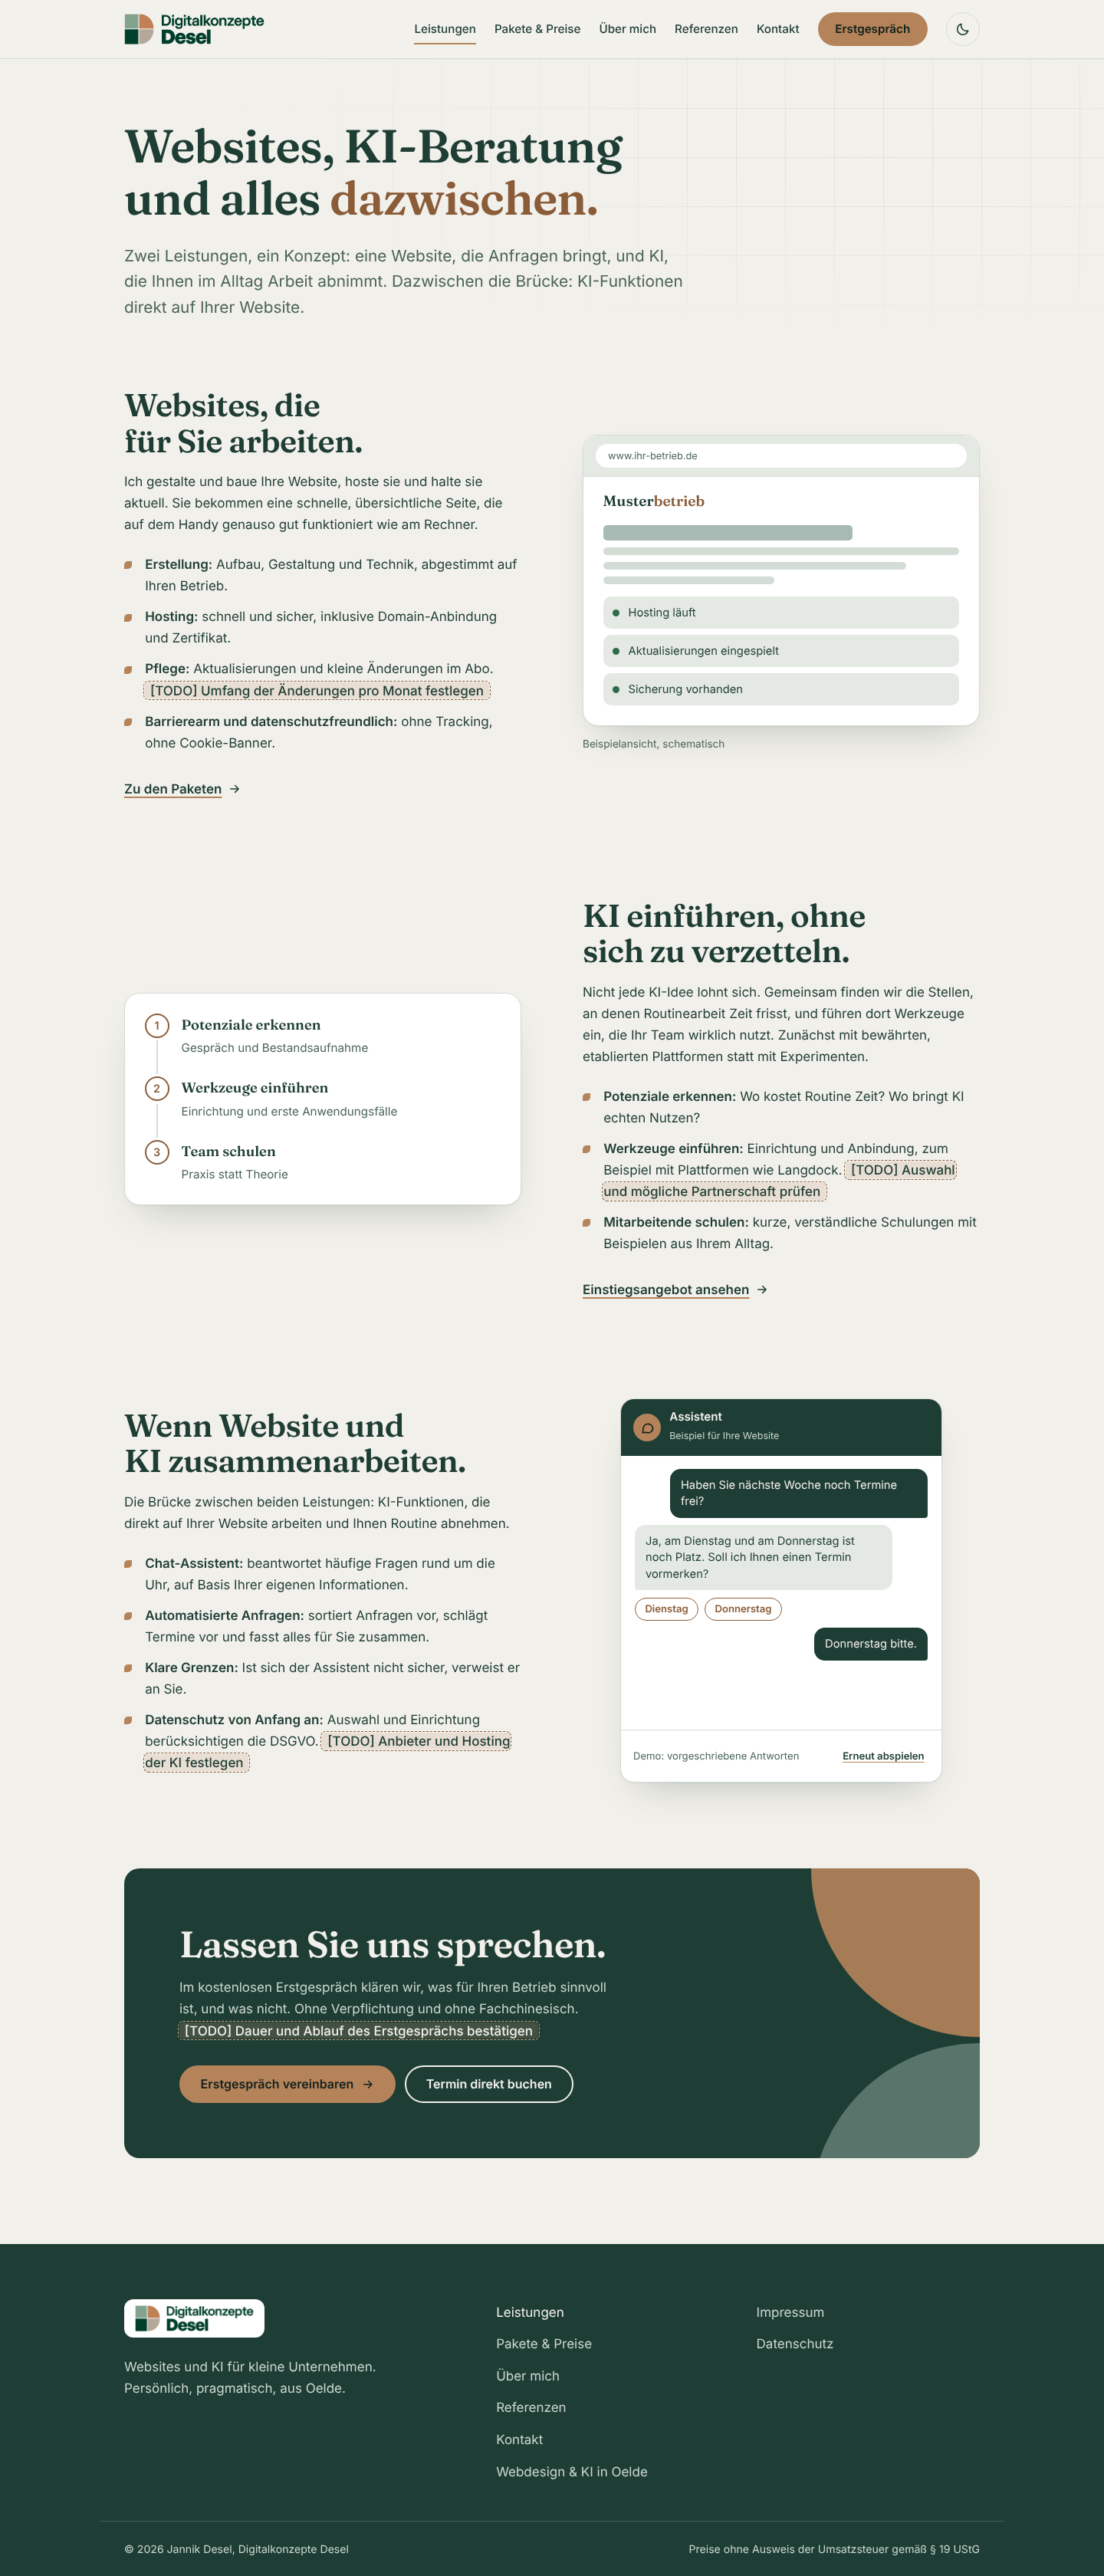 Digitalkonzepte
Desel
Leistungen
Pakete & Preise
Über mich
Referenzen
Kontakt
Erstgespräch
Websites, KI-Beratung
und alles dazwischen.
Zwei Leistungen, ein Konzept: eine Website, die Anfragen bringt, und KI,
die Ihnen im Alltag Arbeit abnimmt. Dazwischen die Brücke: KI-Funktionen
direkt auf Ihrer Website.
Websites, die
für Sie arbeiten.
Ich gestalte und baue Ihre Website, hoste sie und halte sie
aktuell. Sie bekommen eine schnelle, übersichtliche Seite, die
auf dem Handy genauso gut funktioniert wie am Rechner.
Erstellung: Aufbau, Gestaltung und Technik, abgestimmt auf
Ihren Betrieb.
Hosting: schnell und sicher, inklusive Domain-Anbindung
und Zertifikat.
Pflege: Aktualisierungen und kleine Änderungen im Abo.
[TODO] Umfang der Änderungen pro Monat festlegen
Barrierearm und datenschutzfreundlich: ohne Tracking,
ohne Cookie-Banner.
Zu den Paketen →
www.ihr-betrieb.de
Musterbetrieb
Hosting läuft
Aktualisierungen eingespielt
Sicherung vorhanden
Beispielansicht, schematisch
1 Potenziale erkennen
Gespräch und Bestandsaufnahme
2 Werkzeuge einführen
Einrichtung und erste Anwendungsfälle
3 Team schulen
Praxis statt Theorie
KI einführen, ohne
sich zu verzetteln.
Nicht jede KI-Idee lohnt sich. Gemeinsam finden wir die Stellen,
an denen Routinearbeit Zeit frisst, und führen dort Werkzeuge
ein, die Ihr Team wirklich nutzt. Zunächst mit bewährten,
etablierten Plattformen statt mit Experimenten.
Potenziale erkennen: Wo kostet Routine Zeit? Wo bringt KI
echten Nutzen?
Werkzeuge einführen: Einrichtung und Anbindung, zum
Beispiel mit Plattformen wie Langdock. [TODO] Auswahl
und mögliche Partnerschaft prüfen
Mitarbeitende schulen: kurze, verständliche Schulungen mit
Beispielen aus Ihrem Alltag.
Einstiegsangebot ansehen →
Wenn Website und
KI zusammenarbeiten.
Die Brücke zwischen beiden Leistungen: KI-Funktionen, die
direkt auf Ihrer Website arbeiten und Ihnen Routine abnehmen.
Chat-Assistent: beantwortet häufige Fragen rund um die
Uhr, auf Basis Ihrer eigenen Informationen.
Automatisierte Anfragen: sortiert Anfragen vor, schlägt
Termine vor und fasst alles für Sie zusammen.
Klare Grenzen: Ist sich der Assistent nicht sicher, verweist er
an Sie.
Datenschutz von Anfang an: Auswahl und Einrichtung
berücksichtigen die DSGVO. [TODO] Anbieter und Hosting
der KI festlegen
Assistent
Beispiel für Ihre Website
Haben Sie nächste Woche noch Termine
frei?
Ja, am Dienstag und am Donnerstag ist
noch Platz. Soll ich Ihnen einen Termin
vormerken?
Dienstag
Donnerstag
Donnerstag bitte.
Demo: vorgeschriebene Antworten
Erneut abspielen
Lassen Sie uns sprechen.
Im kostenlosen Erstgespräch klären wir, was für Ihren Betrieb sinnvoll
ist, und was nicht. Ohne Verpflichtung und ohne Fachchinesisch.
[TODO] Dauer und Ablauf des Erstgesprächs bestätigen
Erstgespräch vereinbaren →
Termin direkt buchen
Digitalkonzepte
Desel
Websites und KI für kleine Unternehmen.
Persönlich, pragmatisch, aus Oelde.
Leistungen
Pakete & Preise
Über mich
Referenzen
Kontakt
Webdesign & KI in Oelde
Impressum
Datenschutz
© 2026 Jannik Desel, Digitalkonzepte Desel
Preise ohne Ausweis der Umsatzsteuer gemäß § 19 UStG